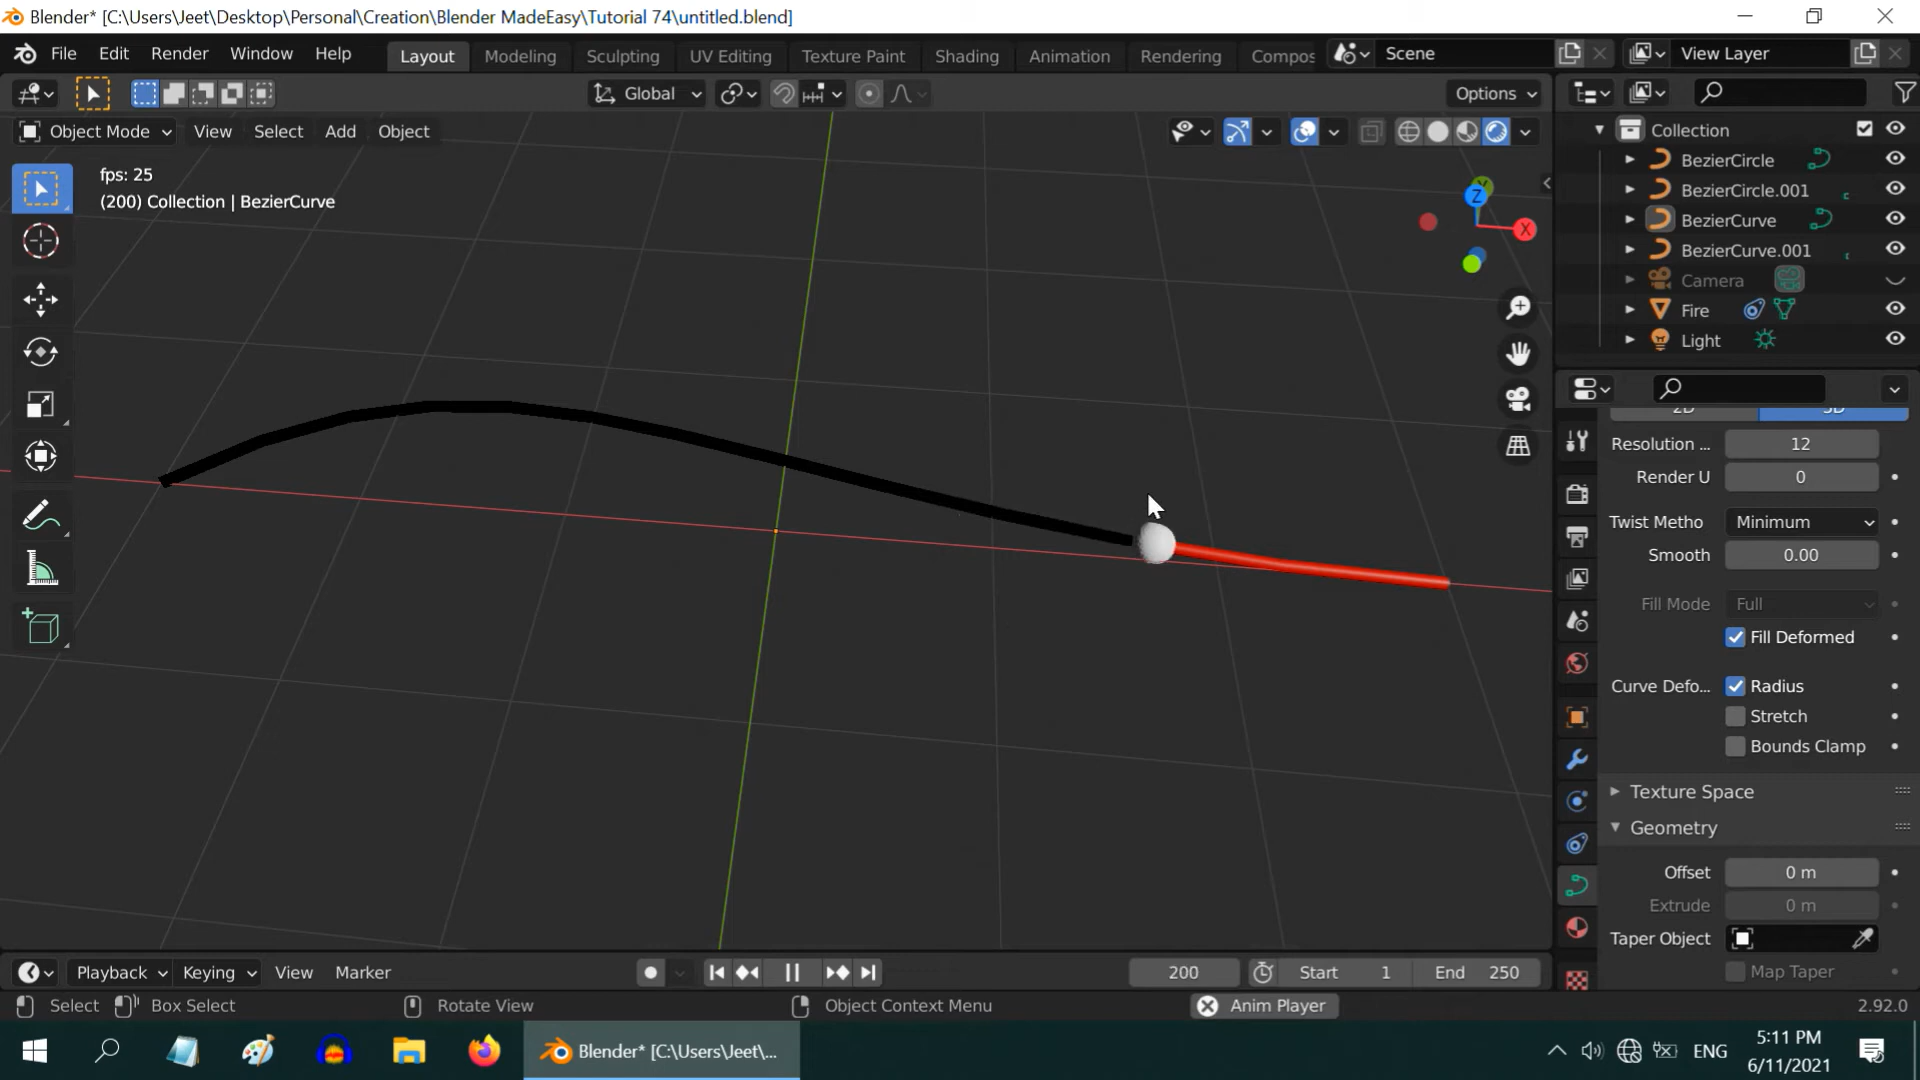 Blender* [C:\Users\Jeet\Desktop\Personal\Creation\Blender MadeEasy\Tutorial 74\untitled.blend]
File Edit Render Window Help Layout Modeling Sculpting UV Editing Texture Paint Shading Animation Rendering Compos Scene View Layer
Global Options
Object Mode View Select Add Object
fps: 25
(200) Collection | BezierCurve
Z
X
Y
Collection
BezierCircle
BezierCircle.001
BezierCurve
BezierCurve.001
Camera
Fire
Light
2D 3D
Resolution ... 12
Render U 0
Twist Metho Minimum
Smooth 0.00
Fill Mode Full
Fill Deformed
Curve Defo... Radius
Stretch
Bounds Clamp
Texture Space
Geometry
Offset 0 m
Extrude 0 m
Taper Object
Map Taper
Playback Keying View Marker 200 Start 1 End 250
Select Box Select Rotate View Object Context Menu Anim Player 2.92.0
Blender* [C:\Users\Jeet\...
ENG
5:11 PM
6/11/2021